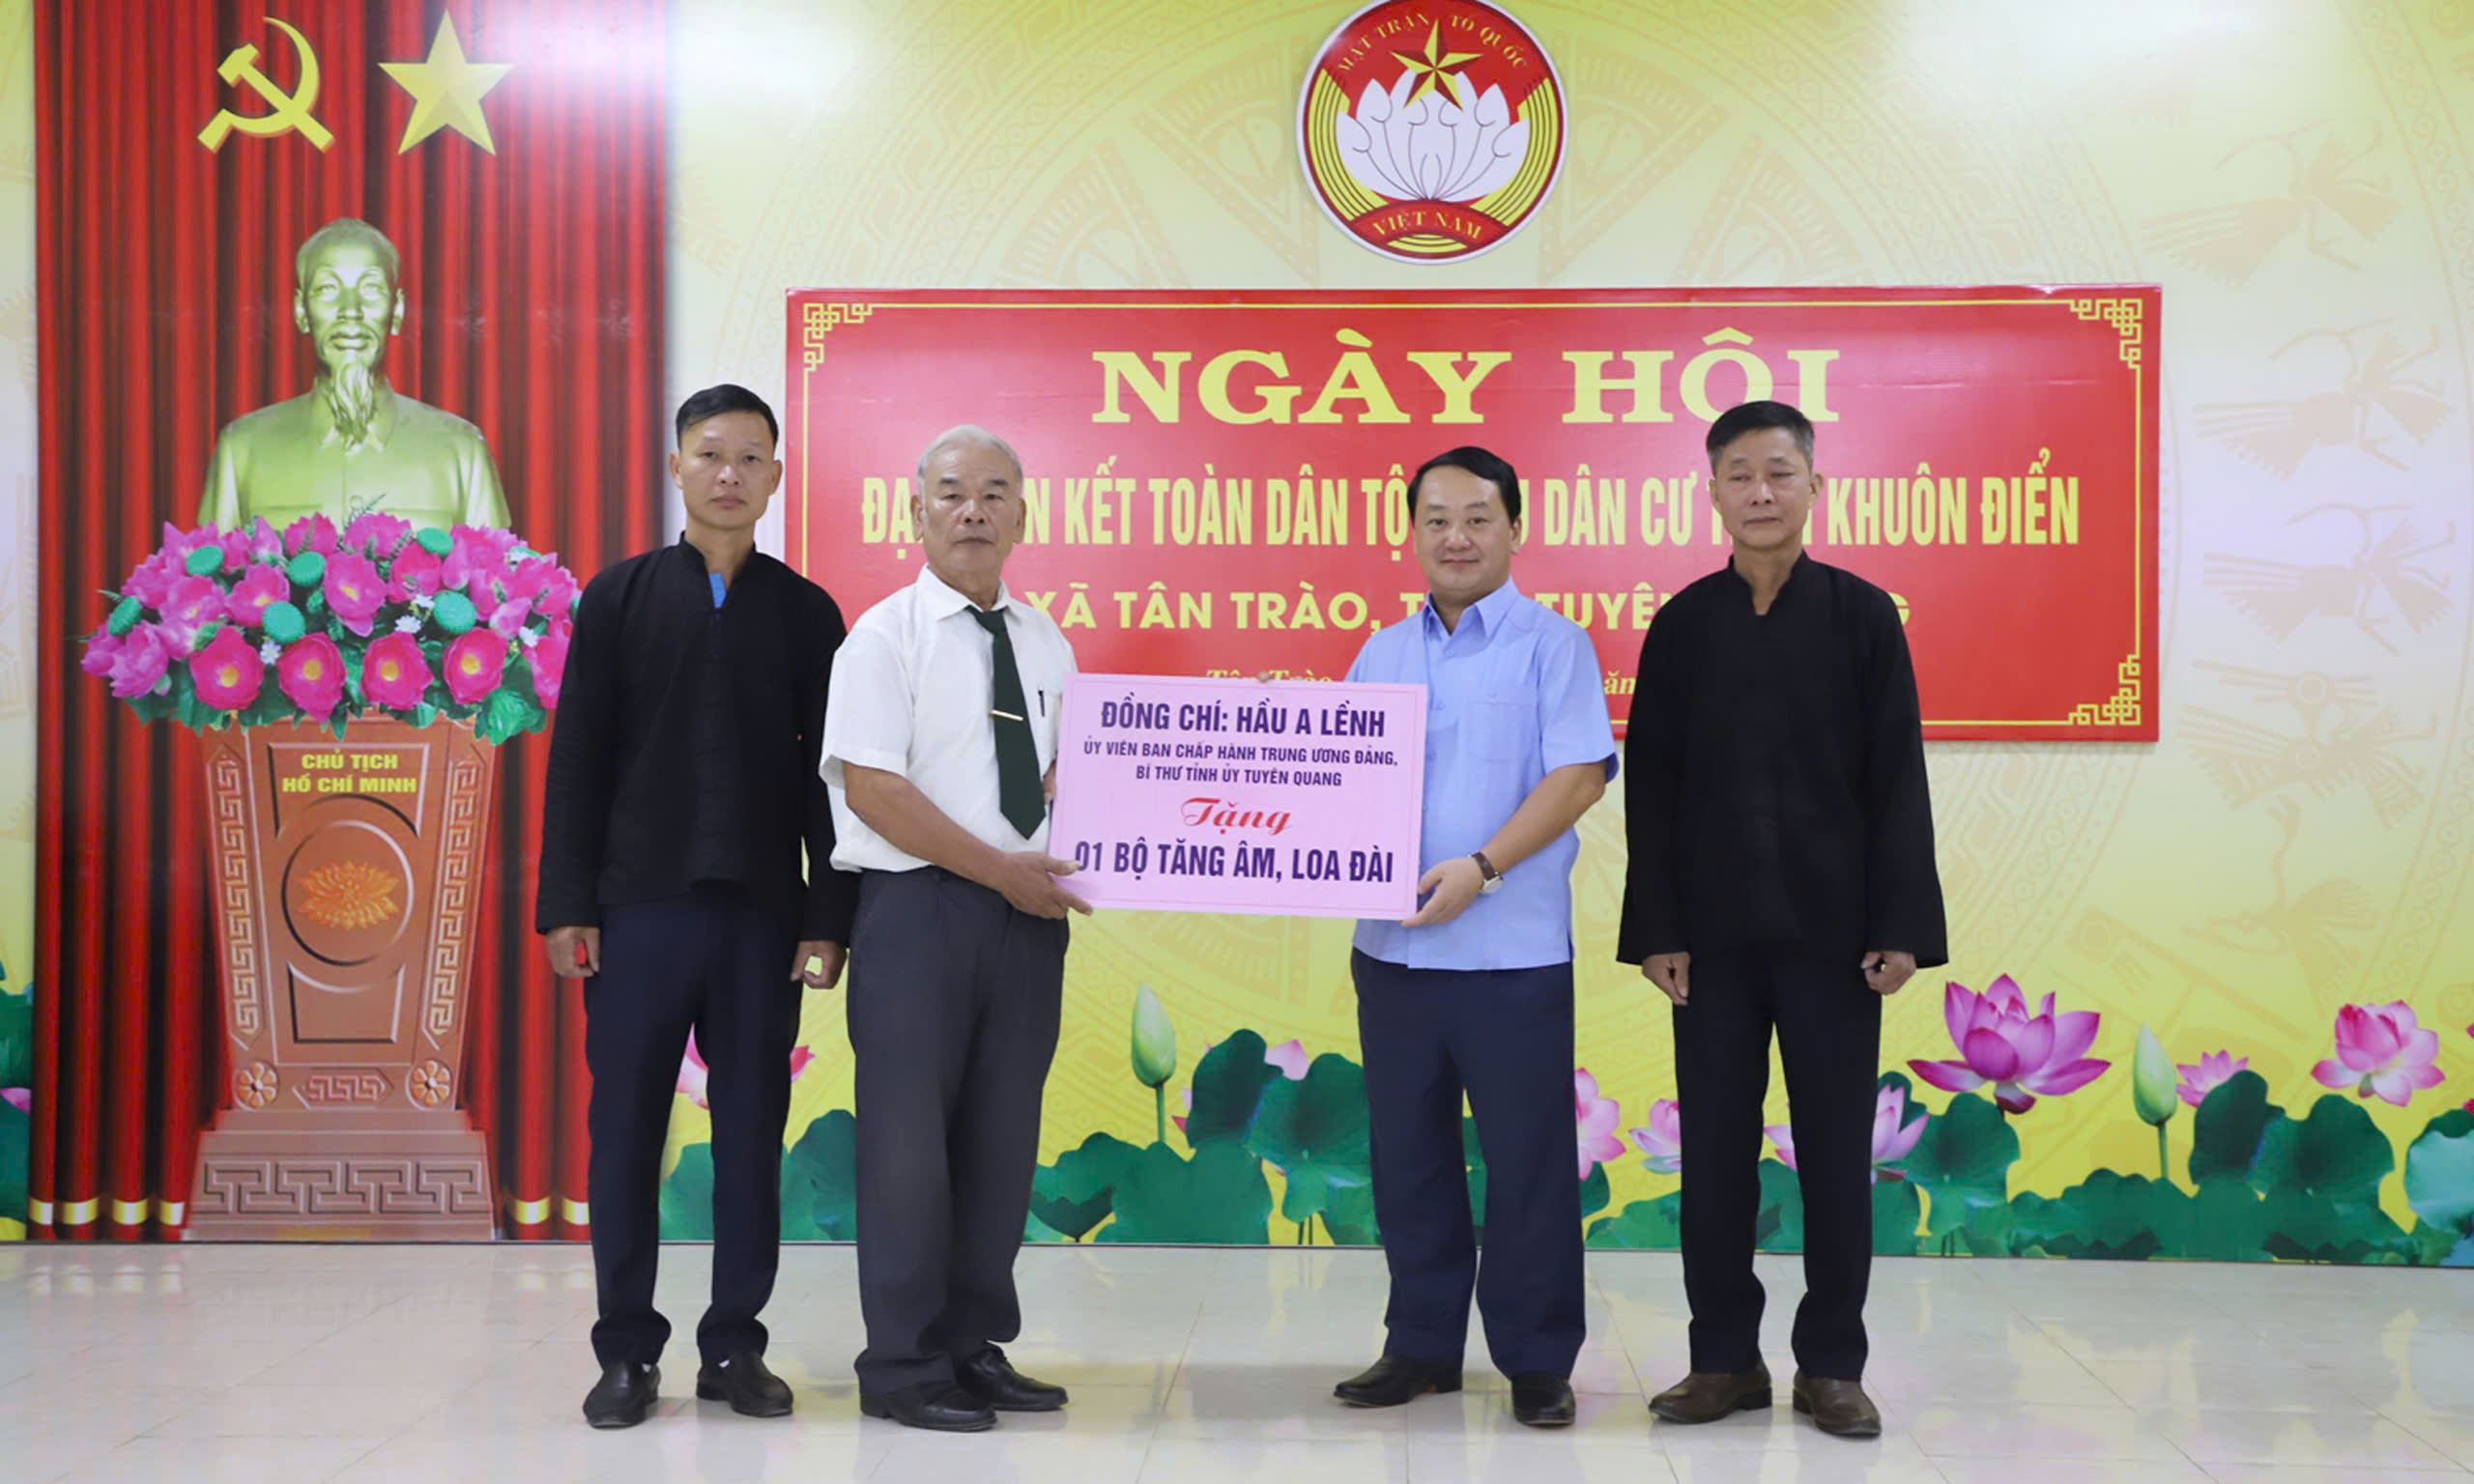 MẶT TRẬN TỔ QUỐC
VIỆT NAM
NGÀY HỘI
KẾT TOÀN DÂN DÂN CƯ KHUÔN ĐIỂN
XÃ TÂN TRÀO,
Tân Trào
CHỦ TỊCH
HỒ CHÍ MINH
ĐỒNG CHÍ: HẦU A LỀNH
ỦY VIÊN BAN CHẤP HÀNH TRUNG ƯƠNG ĐẢNG,
BÍ THƯ TỈNH ỦY TUYÊN QUANG
Tặng
01 BỘ TĂNG ÂM, LOA ĐÀI